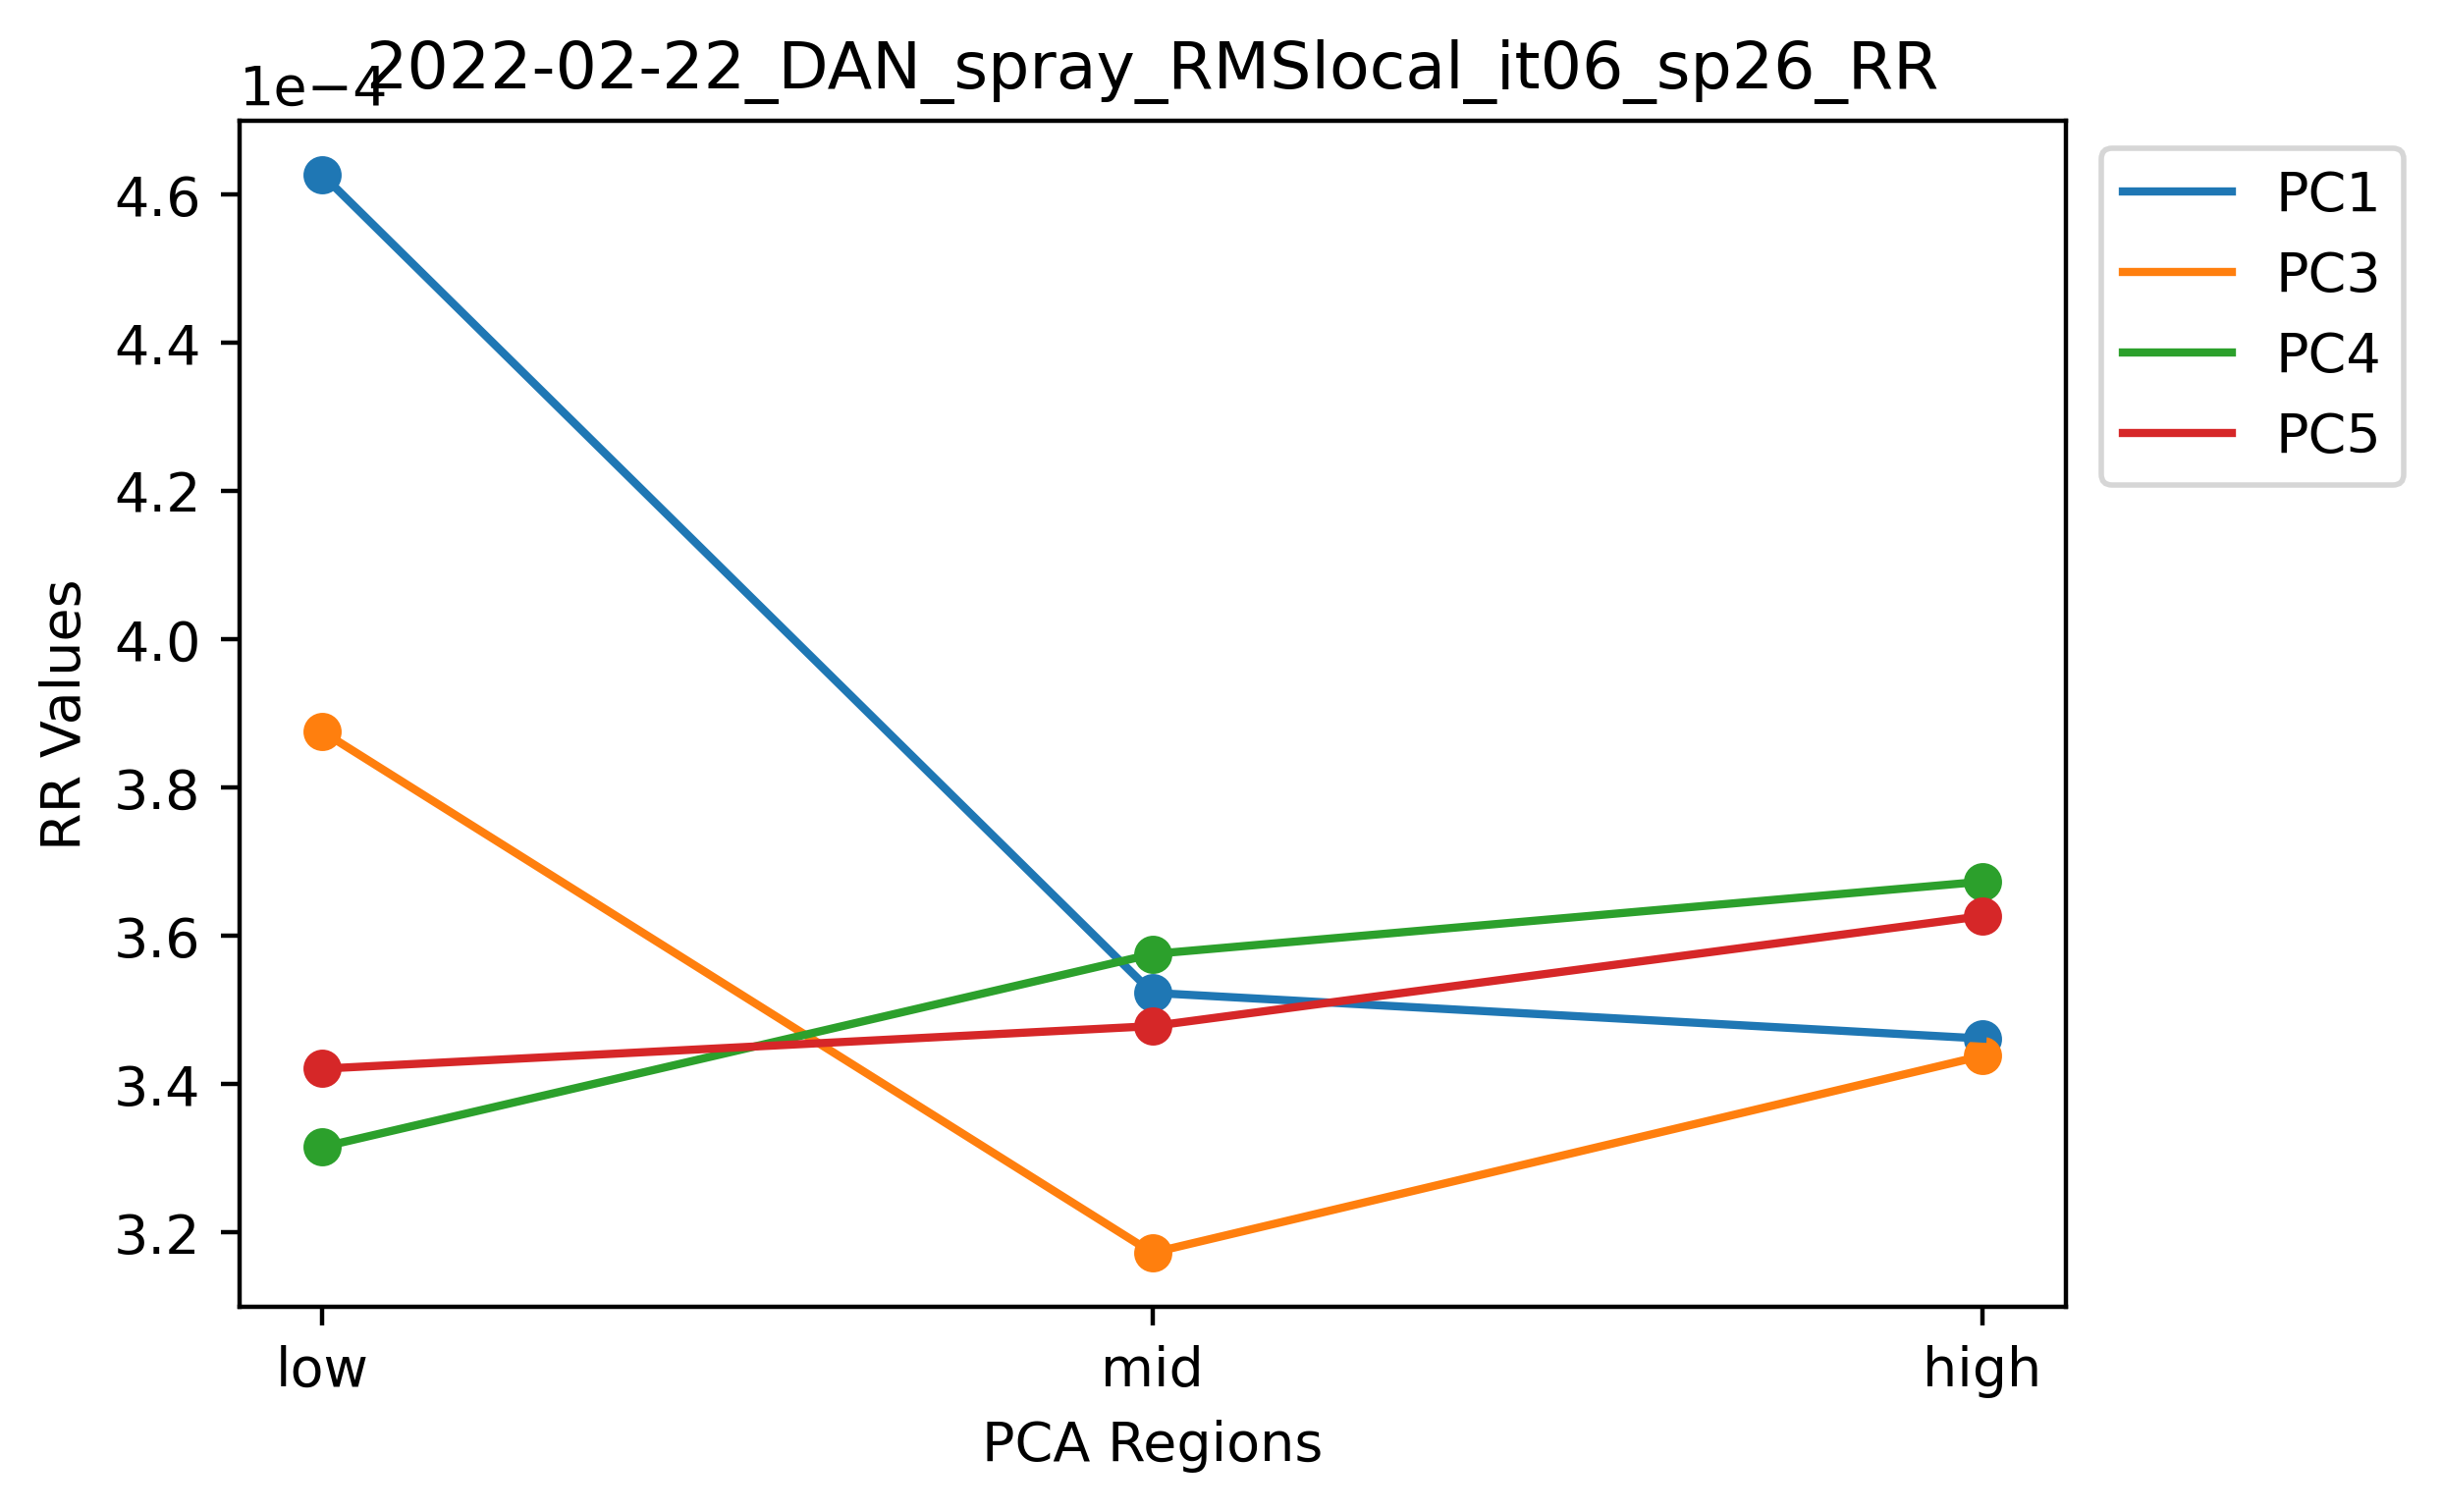 1e−4
2022-02-22_DAN_spray_RMSlocal_it06_sp26_RR
4.6
4.4
4.2
4.0
3.8
3.6
3.4
3.2
RR Values
low
mid
high
PCA Regions
PC1
PC3
PC4
PC5